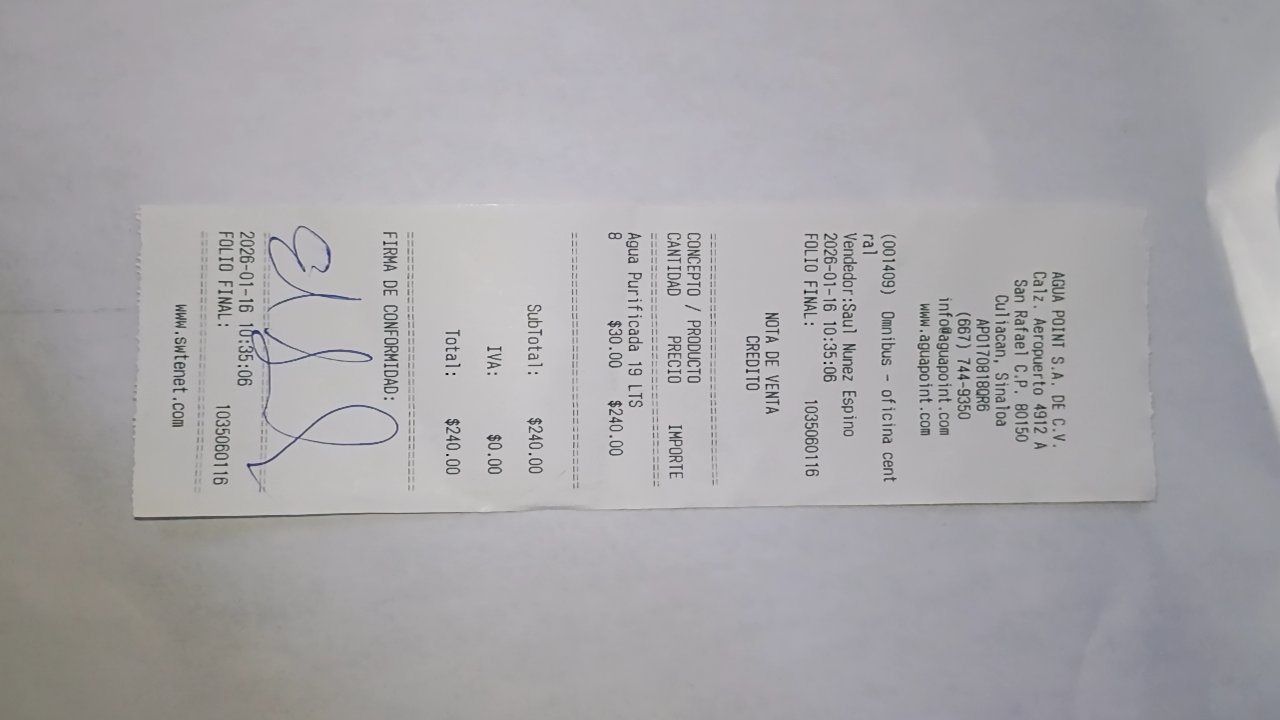 AGUA POINT S.A. DE C.V.
Calz. Aeropuerto 4912 A
San Rafael C.P. 80150
Culiacan, Sinaloa
APO170818QR6
(667) 744-9350
info@aguapoint.com
www.aguapoint.com
(001409) Omnibus - oficina cent
ral
Vendedor:Saul Nunez Espino
2026-01-16 10:35:06
FOLIO FINAL: 1035060116
NOTA DE VENTA
CREDITO
CONCEPTO / PRODUCTO
CANTIDAD PRECIO IMPORTE
Agua Purificada 19 LTS
8 $30.00 $240.00
SubTotal: $240.00
IVA: $0.00
Total: $240.00
FIRMA DE CONFORMIDAD:
2026-01-16 10:35:06
FOLIO FINAL: 1035060116
www.swtenet.com